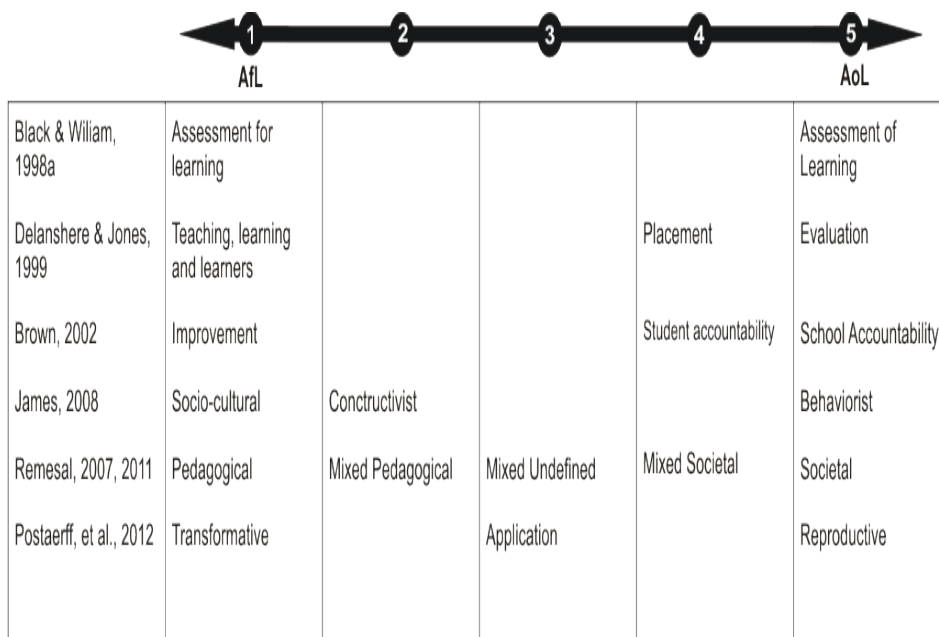 1 2 3 4 5
AfL AoL
Black & Wiliam, Assessment for Assessment of
1998a learning Learning
Delanshere & Jones, Teaching, learning Placement Evaluation
1999 and learners
Brown, 2002 Improvement Student accountability School Accountability
James, 2008 Socio-cultural Conctructivist Behaviorist
Remesal, 2007, 2011 Pedagogical Mixed Pedagogical Mixed Undefined Mixed Societal Societal
Postaerff, et al., 2012 Transformative Application Reproductive